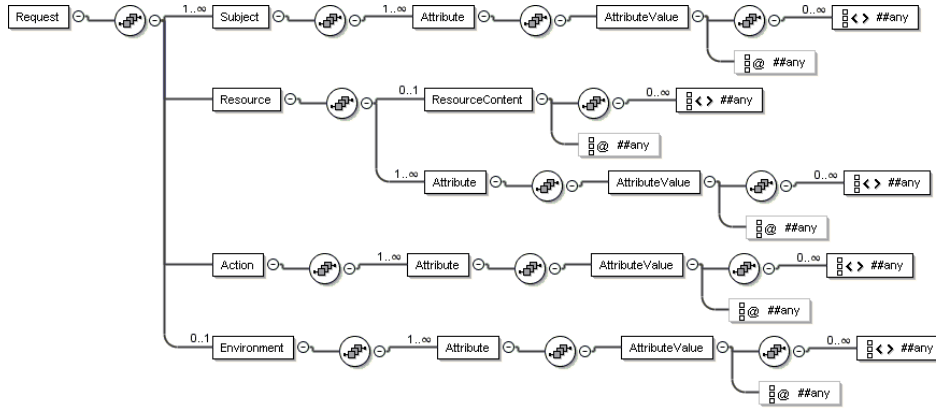 Request
1..∞ Subject 1..∞ Attribute AttributeValue 0..∞ < > ##any
@ ##any
Resource 0..1 ResourceContent 0..∞ < > ##any
@ ##any
1..∞ Attribute AttributeValue 0..∞ < > ##any
@ ##any
Action 1..∞ Attribute AttributeValue 0..∞ < > ##any
@ ##any
0..1 Environment 1..∞ Attribute AttributeValue 0..∞ < > ##any
@ ##any